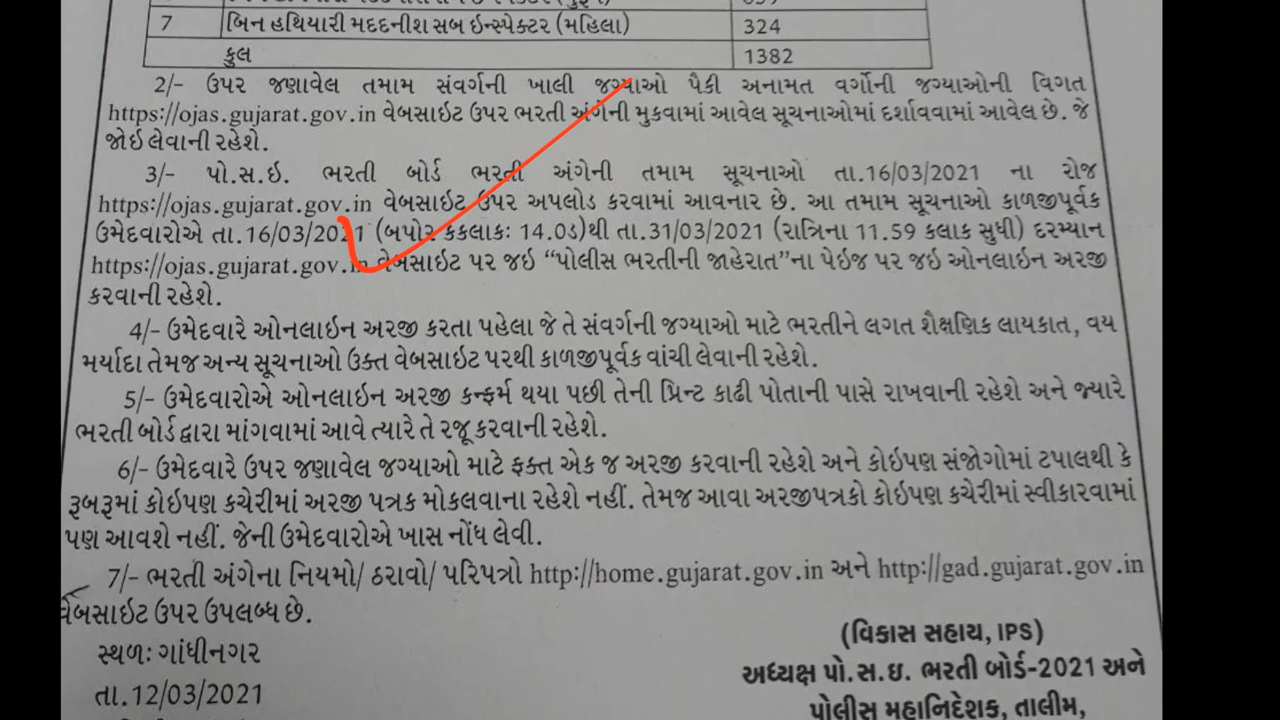 7 બિન હથિયારી મદદનીશ સબ ઇન્સ્પેક્ટર (મહિલા) 324
કુલ 1382
2/- ઉપર જણાવેલ તમામ સંવર્ગની ખાલી જગ્યાઓ પૈકી અનામત વર્ગોની જગ્યાઓની વિગત
https://ojas.gujarat.gov.in વેબસાઇટ ઉપર ભરતી અંગેની મુકવામાં આવેલ સૂચનાઓમાં દર્શાવવામાં આવેલ છે. જે
જોઇ લેવાની રહેશે.
3/- પો.સ.ઇ. ભરતી બોર્ડ ભરતી અંગેની તમામ સૂચનાઓ તા.16/03/2021 ના રોજ
https://ojas.gujarat.gov.in વેબસાઇટ ઉપર અપલોડ કરવામાં આવનાર છે. આ તમામ સૂચનાઓ કાળજીપૂર્વક
ઉમેદવારોએ તા.16/03/2021 (બપોર કકલાકઃ 14.0ડ)થી તા.31/03/2021 (રાત્રિના 11.59 કલાક સુધી) દરમ્યાન
https://ojas.gujarat.gov.in વેબસાઇટ પર જઇ “પોલીસ ભરતીની જાહેરાત”ના પેઇજ પર જઇ ઓનલાઇન અરજી
કરવાની રહેશે.
4/- ઉમેદવારે ઓનલાઇન અરજી કરતા પહેલા જે તે સંવર્ગની જગ્યાઓ માટે ભરતીને લગત શૈક્ષણિક લાયકાત, વય
મર્યાદા તેમજ અન્ય સૂચનાઓ ઉક્ત વેબસાઇટ પરથી કાળજીપૂર્વક વાંચી લેવાની રહેશે.
5/- ઉમેદવારોએ ઓનલાઇન અરજી કન્ફર્મ થયા પછી તેની પ્રિન્ટ કાઢી પોતાની પાસે રાખવાની રહેશે અને જ્યારે
ભરતી બોર્ડ દ્વારા માંગવામાં આવે ત્યારે તે રજૂ કરવાની રહેશે.
6/- ઉમેદવારે ઉપર જણાવેલ જગ્યાઓ માટે ફક્ત એક જ અરજી કરવાની રહેશે અને કોઇપણ સંજોગોમાં ટપાલથી કે
રૂબરૂમાં કોઇપણ કચેરીમાં અરજી પત્રક મોકલવાના રહેશે નહીં. તેમજ આવા અરજીપત્રકો કોઇપણ કચેરીમાં સ્વીકારવામાં
પણ આવશે નહીં. જેની ઉમેદવારોએ ખાસ નોંધ લેવી.
7/- ભરતી અંગેના નિયમો/ ઠરાવો/ પરિપત્રો http://home.gujarat.gov.in અને http://gad.gujarat.gov.in
વેબસાઇટ ઉપર ઉપલબ્ધ છે.
(વિકાસ સહાય, IPS)
સ્થળઃ ગાંધીનગર
અધ્યક્ષ પો.સ.ઇ. ભરતી બોર્ડ-2021 અને
તા.12/03/2021
પોલીસ મહાનિદેશક, તાલીમ,